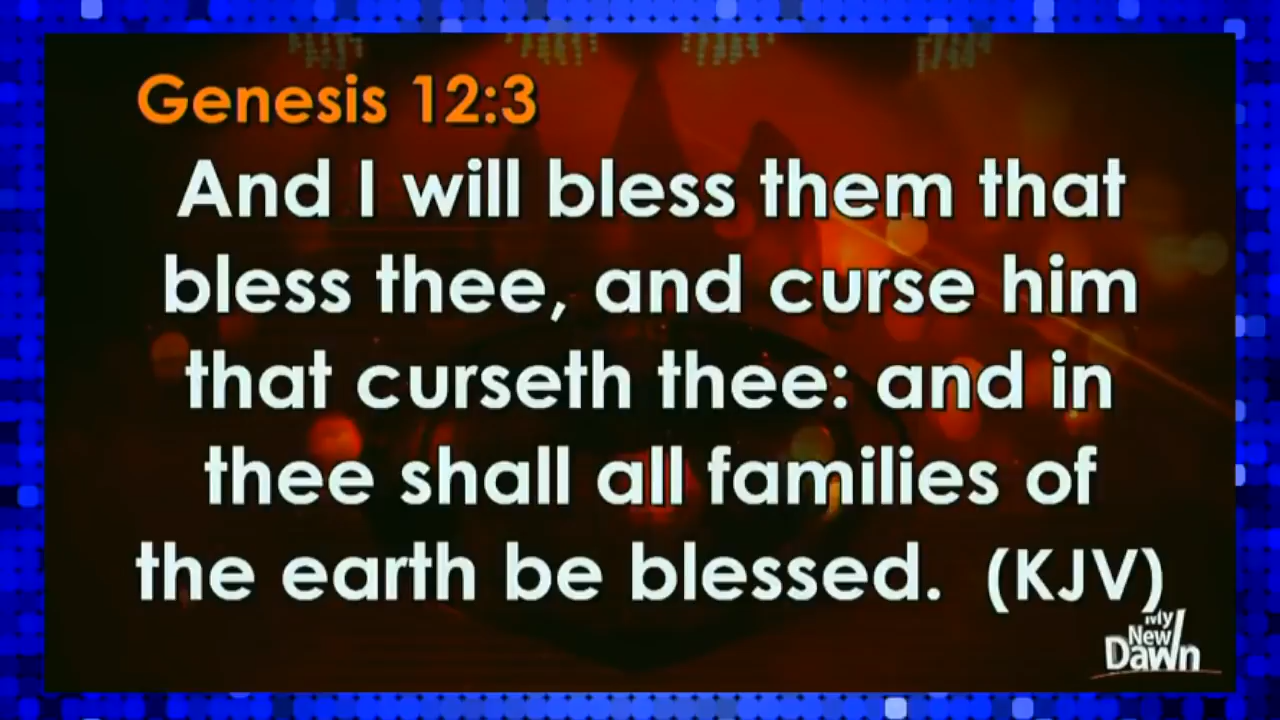 Genesis 12:3
And I will bless them that
bless thee, and curse him
that curseth thee: and in
thee shall all families of
the earth be blessed.  (KJV)
My
New
Dawn